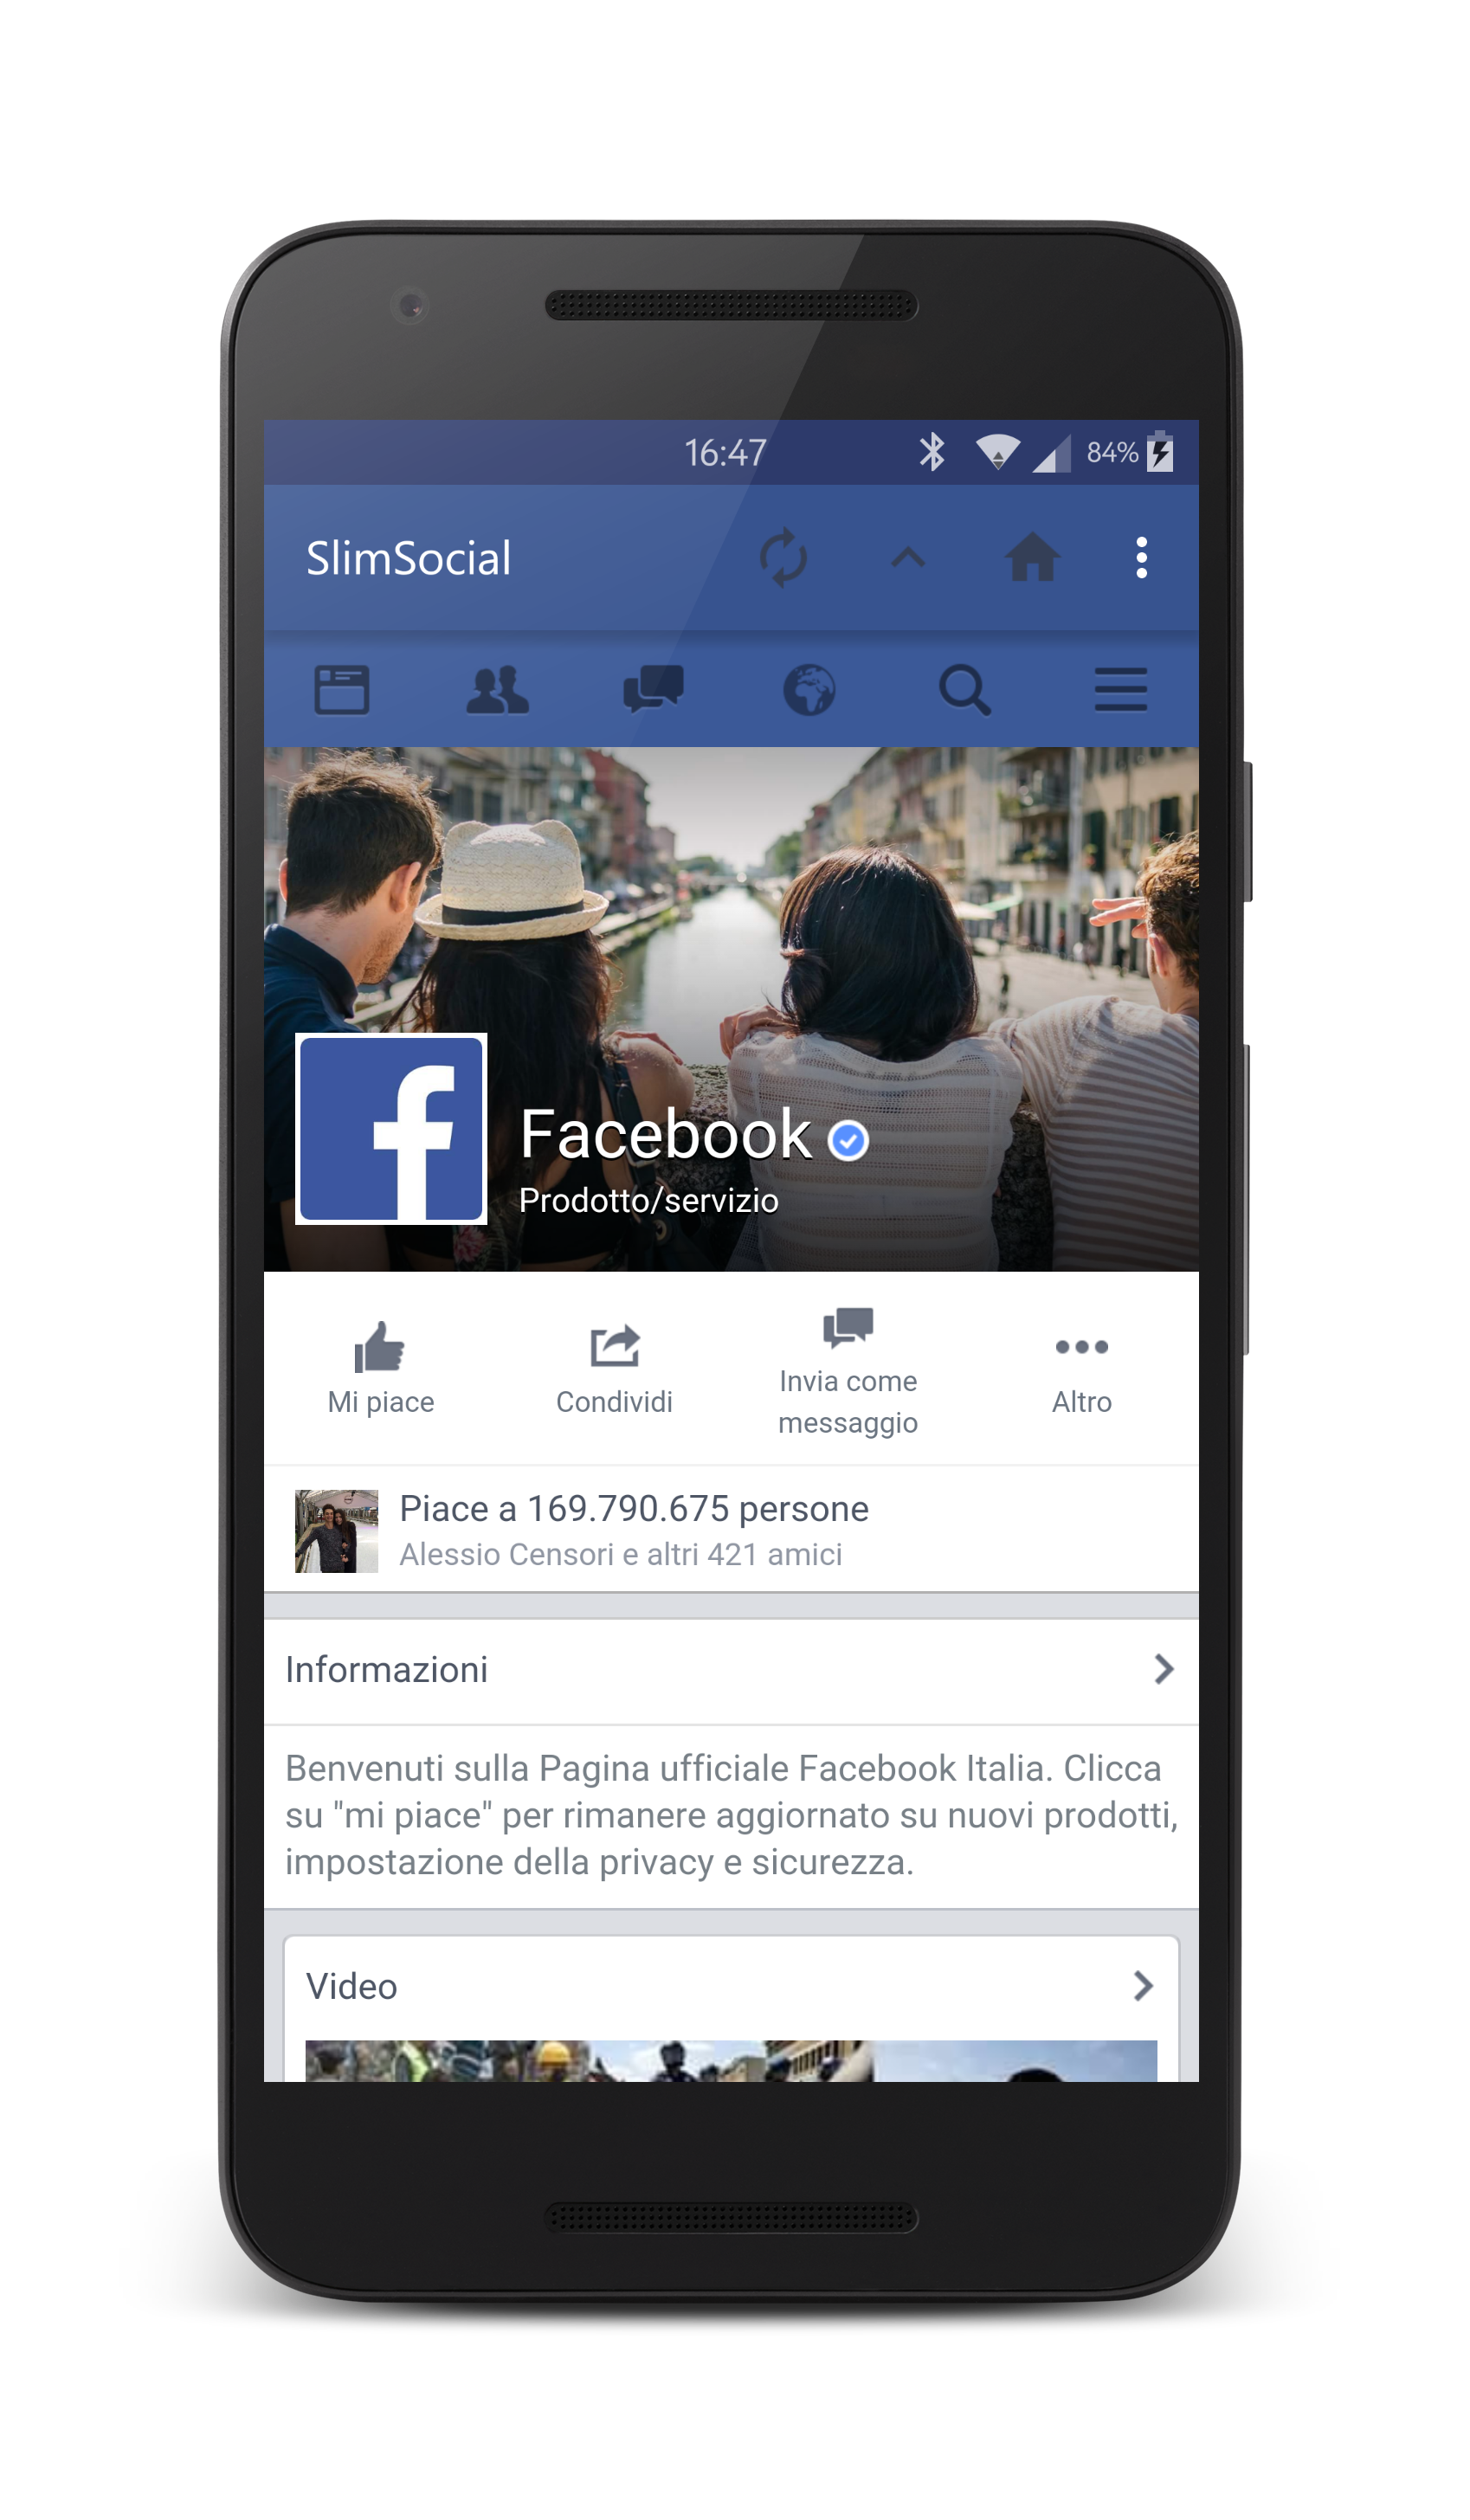 16:47 84%
SlimSocial
Facebook
Prodotto/servizio
Mi piace
Condividi
Invia come
messaggio
Altro
Piace a 169.790.675 persone
Alessio Censori e altri 421 amici
Informazioni
Benvenuti sulla Pagina ufficiale Facebook Italia. Clicca
su "mi piace" per rimanere aggiornato su nuovi prodotti,
impostazione della privacy e sicurezza.
Video